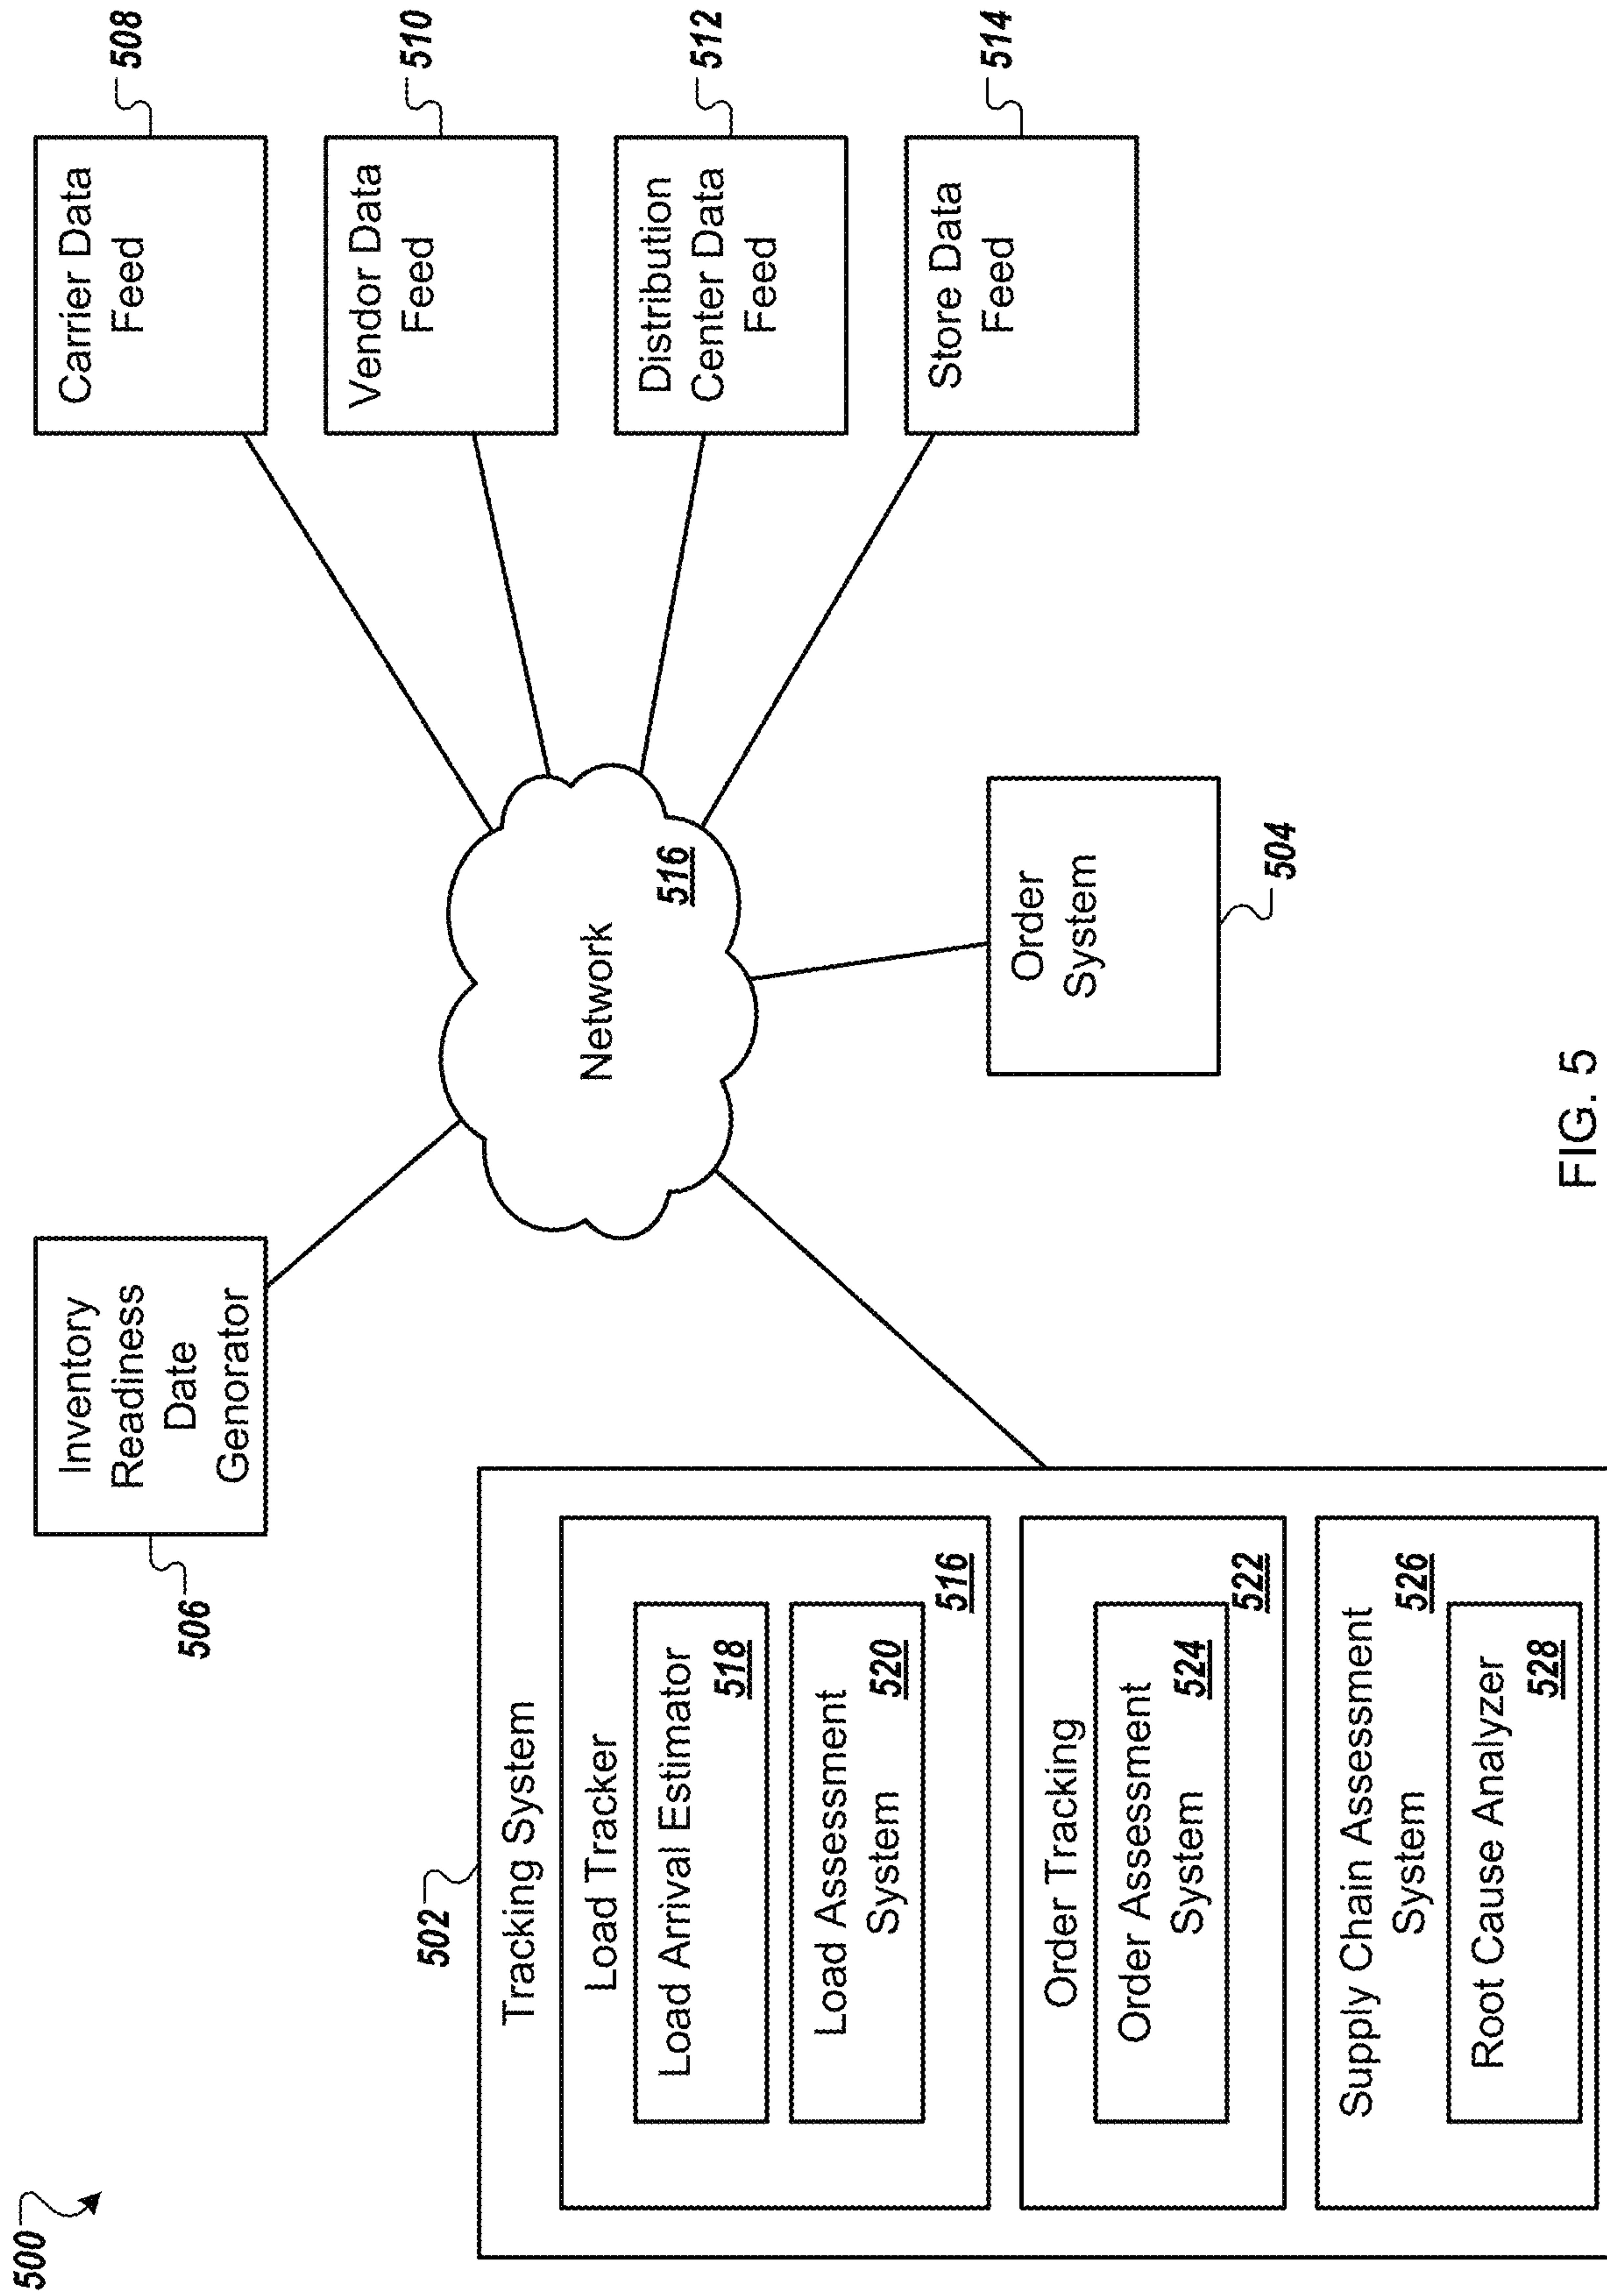 500
502
Tracking System
Load Tracker
Load Arrival Estimator
518
Load Assessment
System
520
516
Order Tracking
Order Assessment
System
524
522
Supply Chain Assessment
System
526
Root Cause Analyzer
528
506
Inventory
Readiness
Date
Genorator
Network
516
Order
System
504
Carrier Data
Feed
508
Vendor Data
Feed
510
Distribution
Center Data
Feed
512
Store Data
Feed
514
FIG. 5